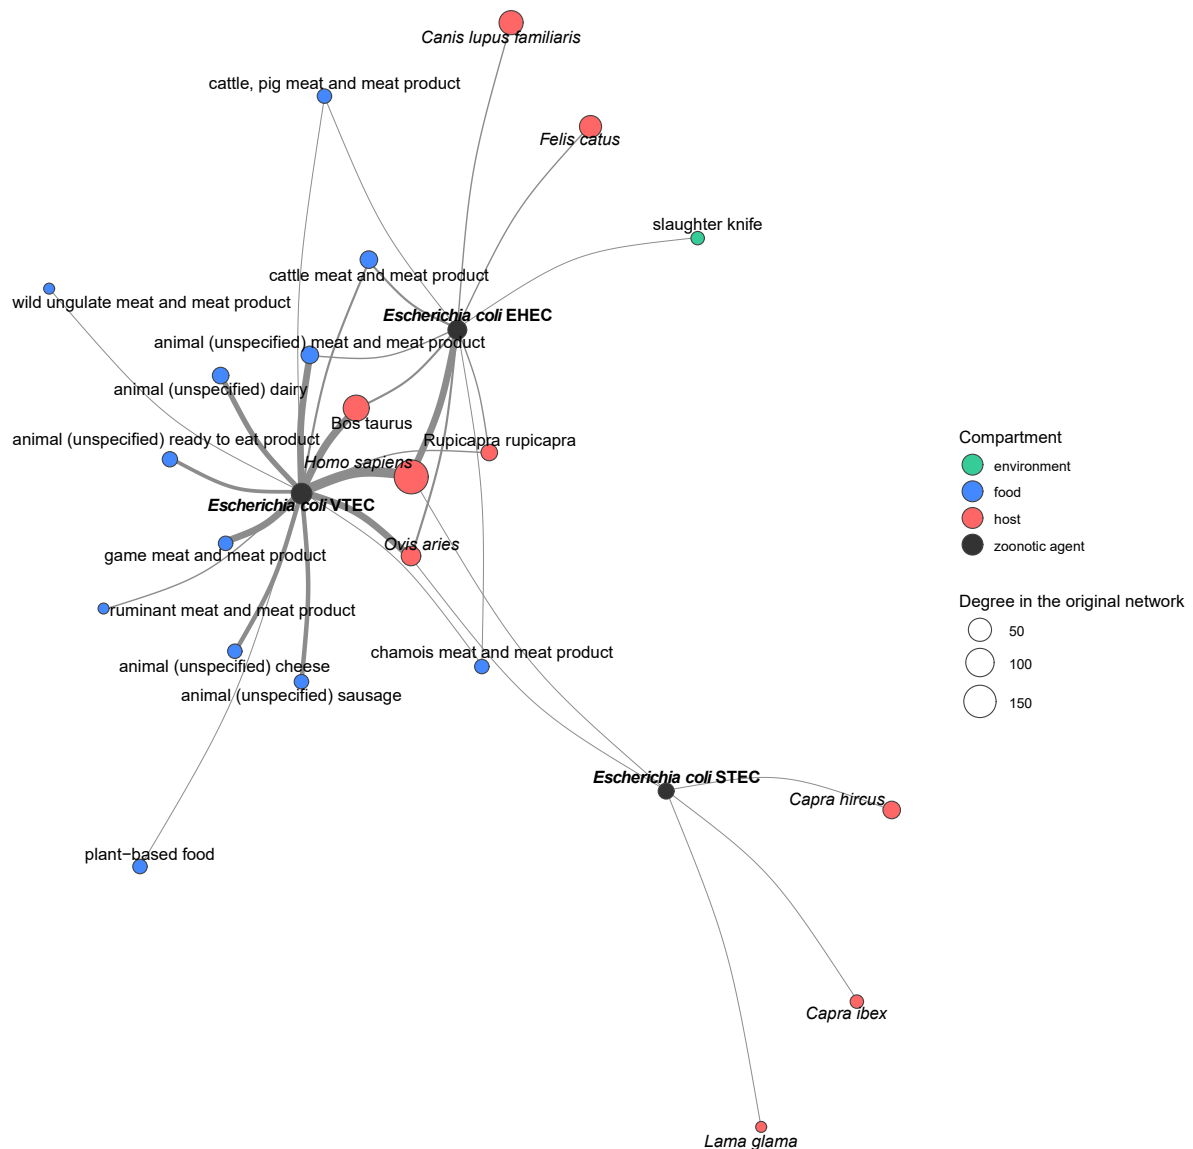 Canis lupus familiaris
cattle, pig meat and meat product
Felis catus
slaughter knife
cattle meat and meat product
wild ungulate meat and meat product
Escherichia coli EHEC
animal (unspecified) meat and meat product
animal (unspecified) dairy
Bos taurus
animal (unspecified) ready to eat product
Rupicapra rupicapra
Homo sapiens
Escherichia coli VTEC
Ovis aries
game meat and meat product
ruminant meat and meat product
chamois meat and meat product
animal (unspecified) cheese
animal (unspecified) sausage
Escherichia coli STEC
Capra hircus
plant−based food
Capra ibex
Lama glama
Compartment
environment
food
host
zoonotic agent
Degree in the original network
50
100
150